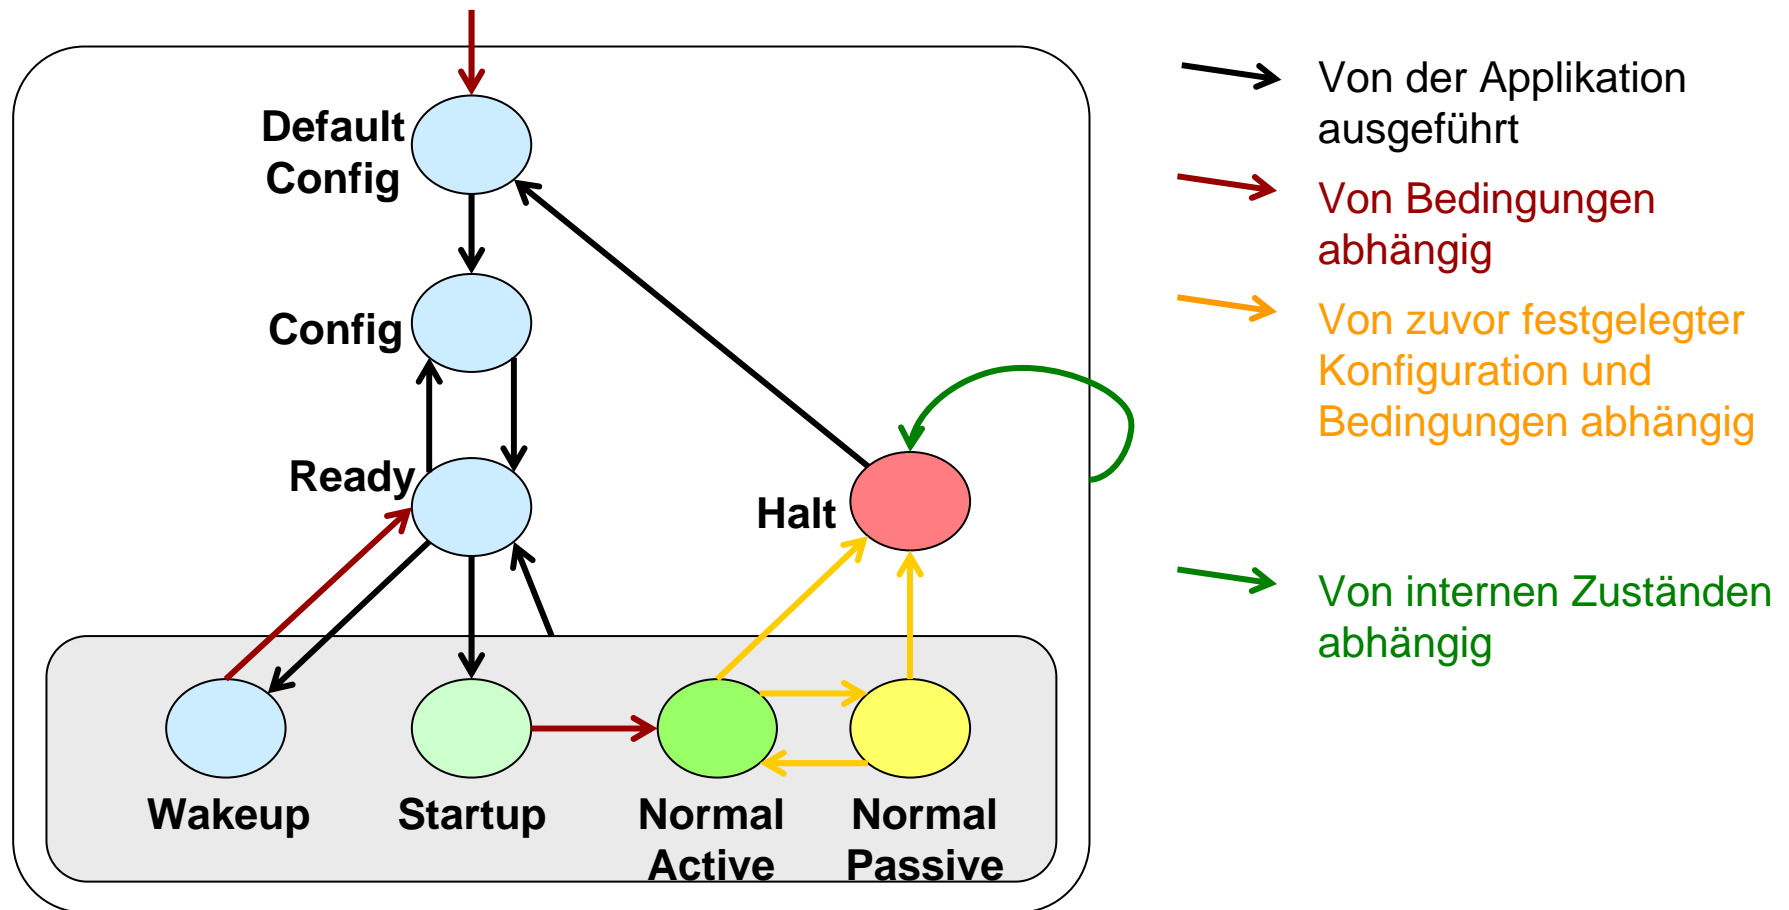 Default
Config
Config
Ready
Halt
Wakeup
Startup
Normal
Active
Normal
Passive
Von der Applikation
ausgeführt
Von Bedingungen
abhängig
Von zuvor festgelegter
Konfiguration und
Bedingungen abhängig
Von internen Zuständen
abhängig